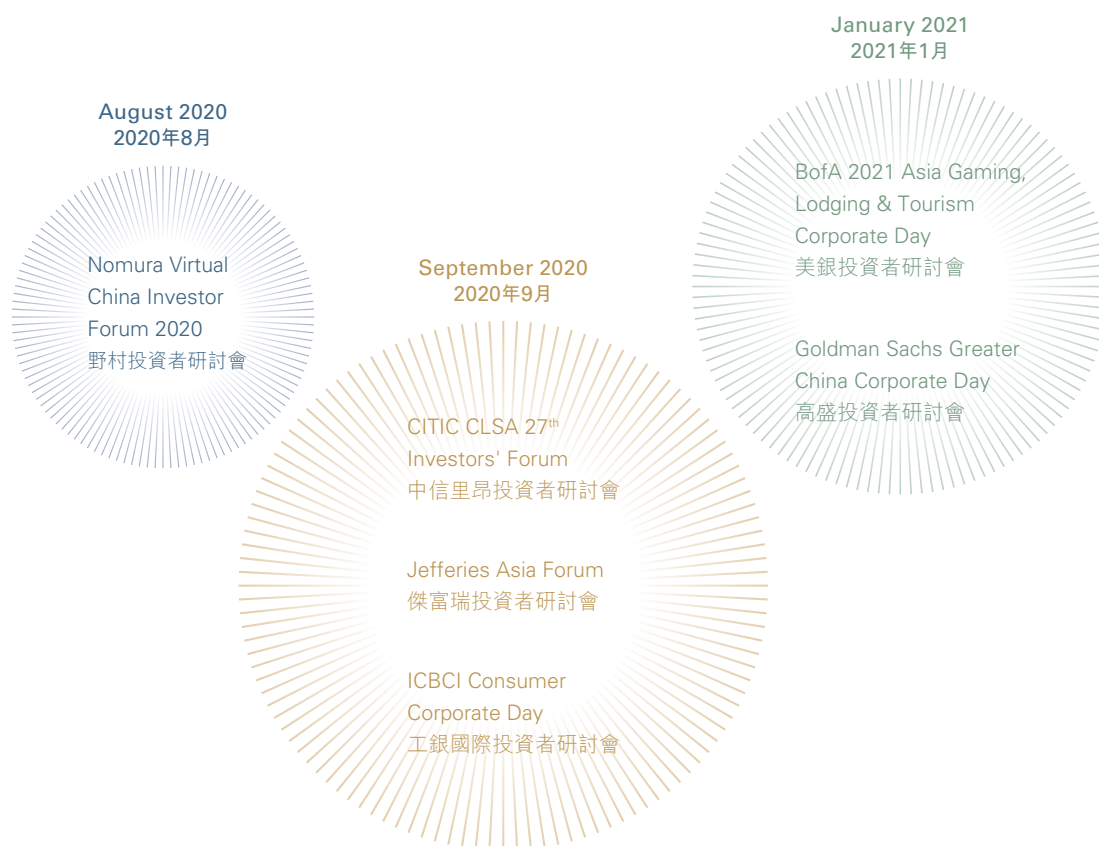 August 2020
2020年8月
Nomura Virtual
China Investor
Forum 2020
野村投資者研討會
September 2020
2020年9月
CITIC CLSA 27th
Investors' Forum
中信里昂投資者研討會
Jefferies Asia Forum
傑富瑞投資者研討會
ICBCI Consumer
Corporate Day
工銀國際投資者研討會
January 2021
2021年1月
BofA 2021 Asia Gaming,
Lodging & Tourism
Corporate Day
美銀投資者研討會
Goldman Sachs Greater
China Corporate Day
高盛投資者研討會